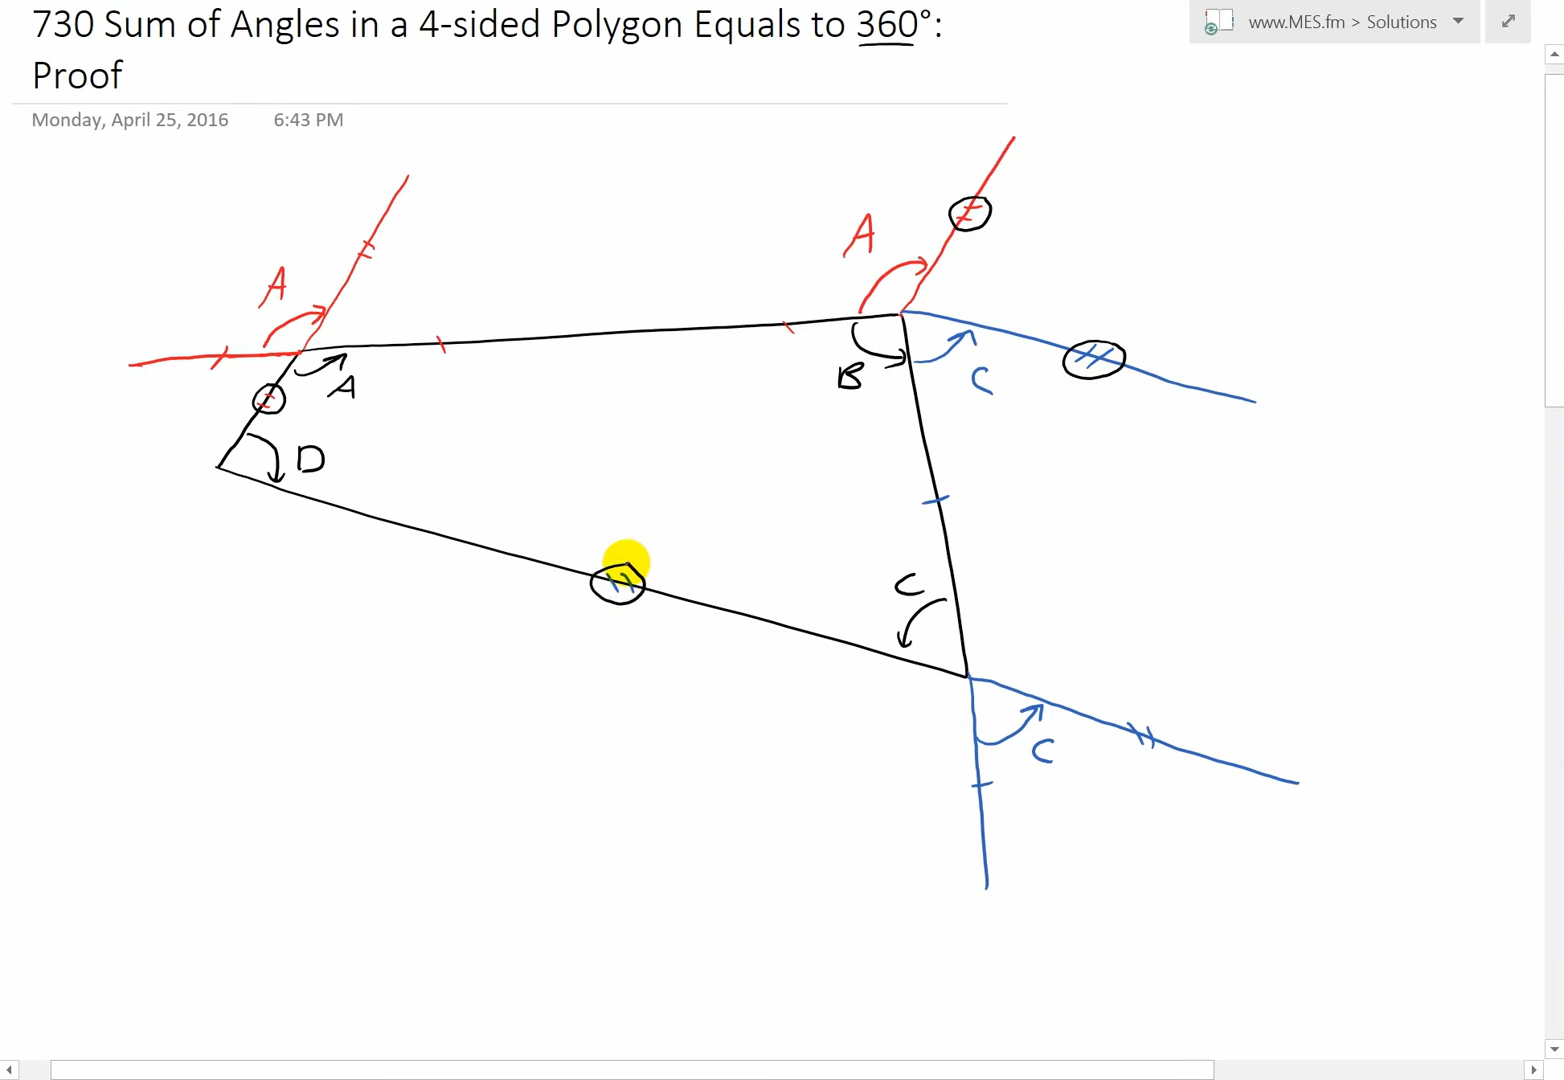 730 Sum of Angles in a 4-sided Polygon Equals to 360°:
Proof
www.MES.fm > Solutions
Monday, April 25, 2016 6:43 PM
A
A
A
B
C
D
C
C